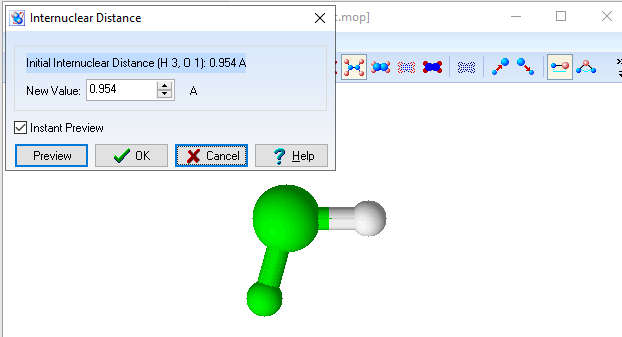 Internuclear Distance
c.mop]
Initial Internuclear Distance (H 3, O 1): 0.954 A
New Value: 0.954 A
Instant Preview
Preview OK Cancel Help